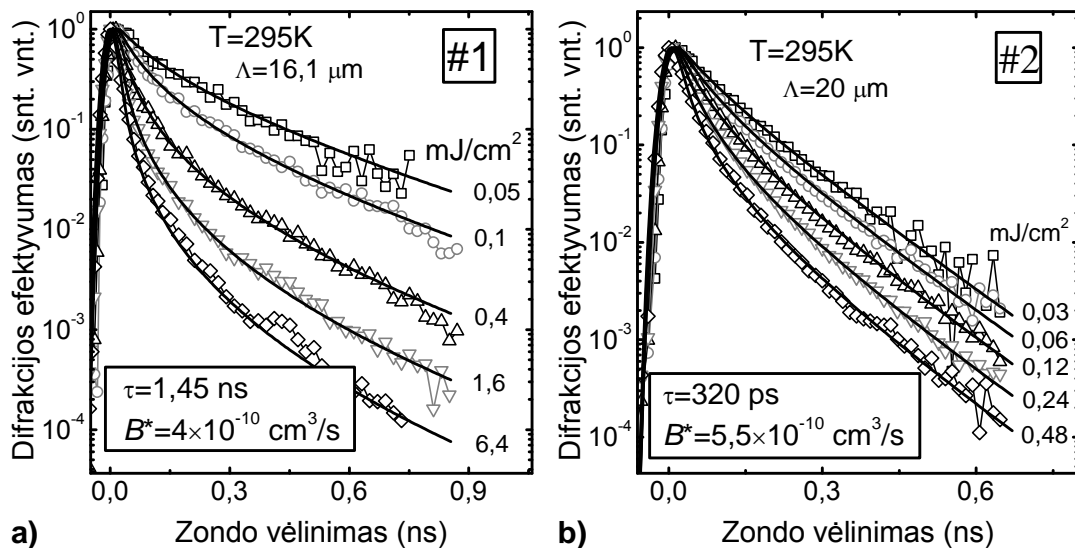 Difrakcijos efektyvumas (snt. vnt.)
10⁰
10⁻¹
10⁻²
10⁻³
10⁻⁴
T=295K
Λ=16,1 μm
#1
mJ/cm²
0,05
0,1
0,4
1,6
6,4
τ=1,45 ns
B*=4×10⁻¹⁰ cm³/s
0,0 0,3 0,6 0,9
a) Zondo vėlinimas (ns)
Difrakcijos efektyvumas (snt. vnt.)
10⁰
10⁻¹
10⁻²
10⁻³
10⁻⁴
T=295K
Λ=20 μm
#2
mJ/cm²
0,03
0,06
0,12
0,24
0,48
τ=320 ps
B*=5,5×10⁻¹⁰ cm³/s
0,0 0,3 0,6
b) Zondo vėlinimas (ns)